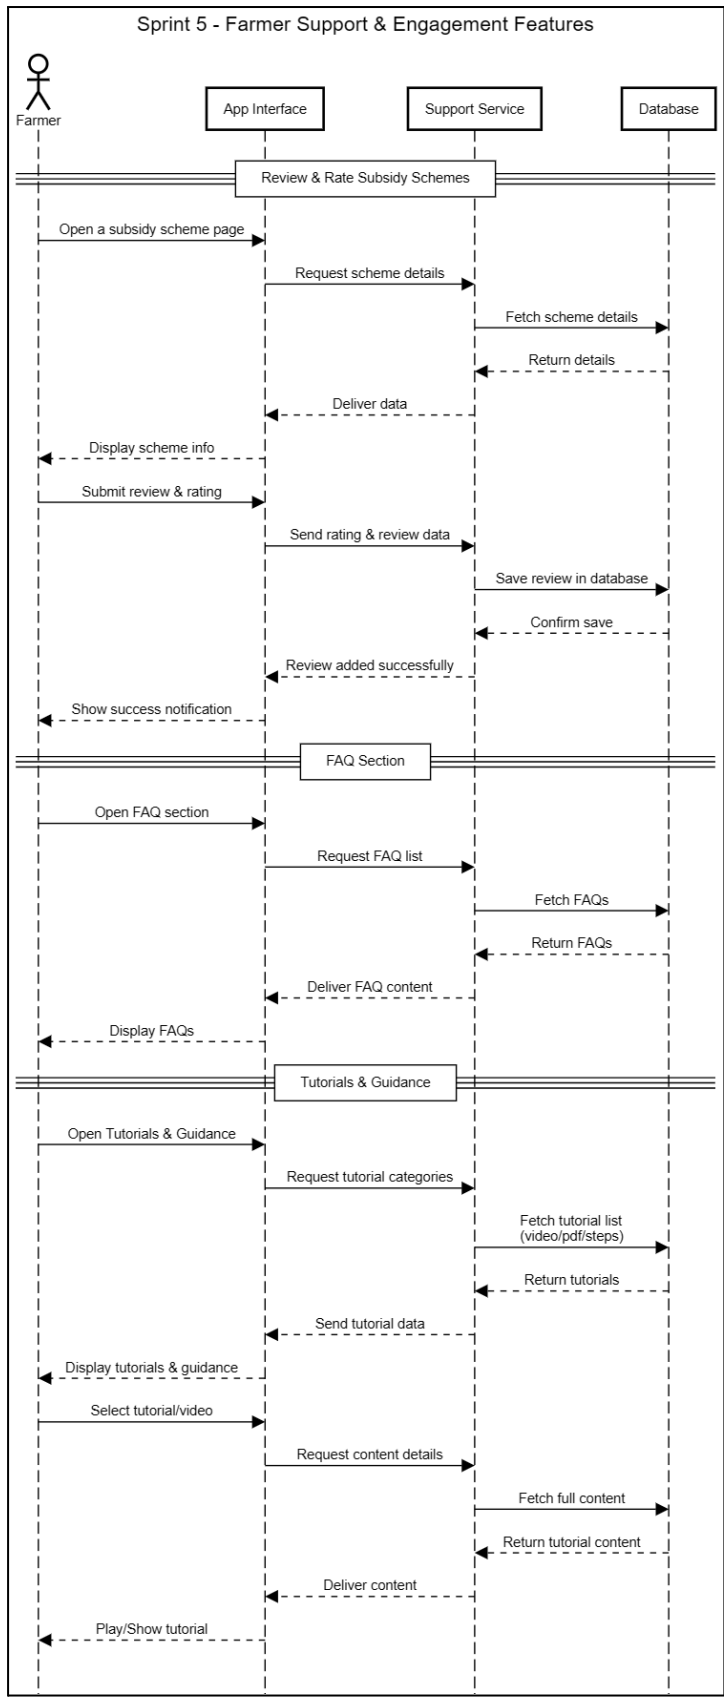 Sprint 5 - Farmer Support & Engagement Features
Farmer
App Interface
Support Service
Database
Review & Rate Subsidy Schemes
Open a subsidy scheme page
Request scheme details
Fetch scheme details
Return details
Deliver data
Display scheme info
Submit review & rating
Send rating & review data
Save review in database
Confirm save
Review added successfully
Show success notification
FAQ Section
Open FAQ section
Request FAQ list
Fetch FAQs
Return FAQs
Deliver FAQ content
Display FAQs
Tutorials & Guidance
Open Tutorials & Guidance
Request tutorial categories
Fetch tutorial list
(video/pdf/steps)
Return tutorials
Send tutorial data
Display tutorials & guidance
Select tutorial/video
Request content details
Fetch full content
Return tutorial content
Deliver content
Play/Show tutorial